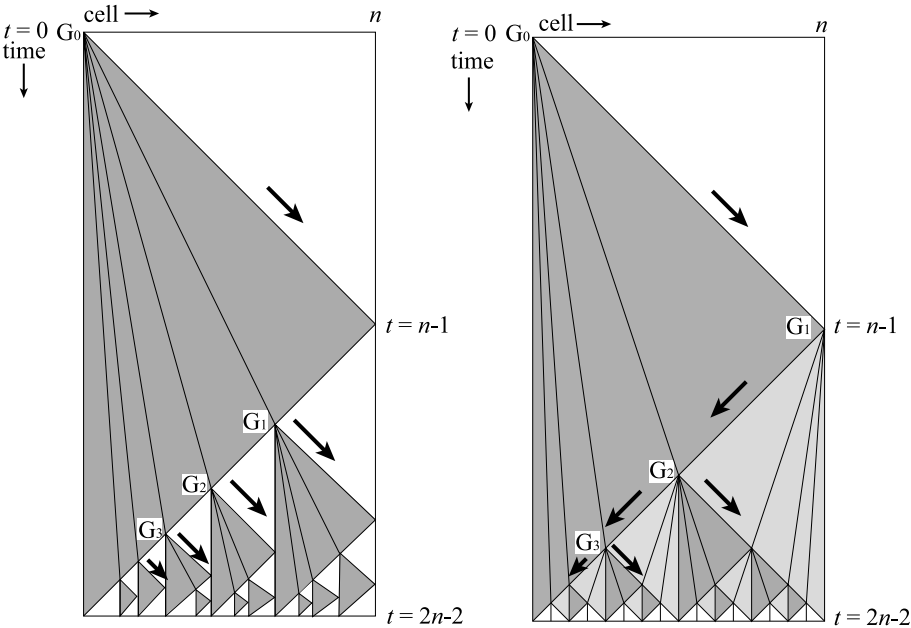 cell n
t = 0 G0
time
t = n-1
G1
G2
G3
t = 2n-2
cell n
t = 0 G0
time
G1 t = n-1
G2
G3
t = 2n-2